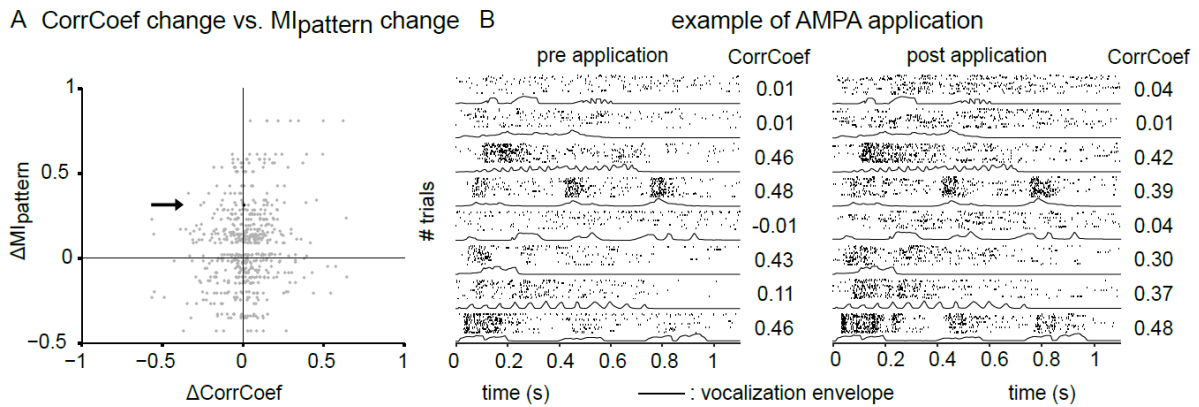 A CorrCoef change vs. MIpattern change
1
0.5
0
−0.5
ΔMIpattern
−1
−0.5
0
0.5
1
ΔCorrCoef
B example of AMPA application
pre application CorrCoef
0.01
0.01
0.46
0.48
-0.01
0.43
0.11
0.46
# trials
0 0.2 0.4 0.6 0.8 1
time (s)
post application CorrCoef
0.04
0.01
0.42
0.39
0.04
0.30
0.37
0.48
0 0.2 0.4 0.6 0.8 1
time (s)
: vocalization envelope